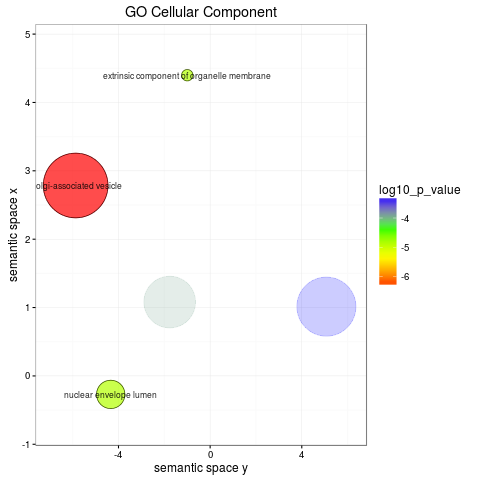 GO Cellular Component
5
extrinsic component of organelle membrane
4
3
olgi-associated vesicle
2
1
0
nuclear envelope lumen
-1
-4
0
4
semantic space y
semantic space x
log10_p_value
-4
-5
-6